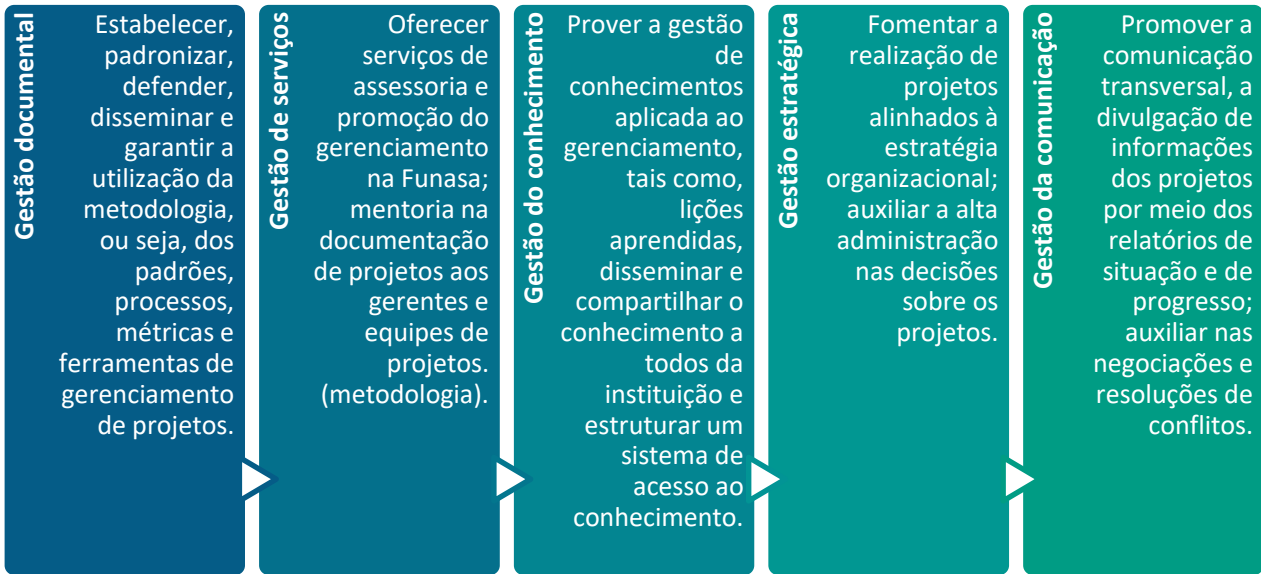 Gestão documental
Estabelecer,
padronizar,
defender,
disseminar e
garantir a
utilização da
metodologia,
ou seja, dos
padrões,
processos,
métricas e
ferramentas de
gerenciamento
de projetos.
Gestão de serviços
Oferecer
serviços de
assessoria e
promoção do
gerenciamento
na Funasa;
mentoria na
documentação
de projetos aos
gerentes e
equipes de
projetos.
(metodologia).
Gestão do conhecimento
Prover a gestão
de
conhecimentos
aplicada ao
gerenciamento,
tais como,
lições
aprendidas,
disseminar e
compartilhar o
conhecimento a
todos da
instituição e
estruturar um
sistema de
acesso ao
conhecimento.
Gestão estratégica
Fomentar a
realização de
projetos
alinhados à
estratégia
organizacional;
auxiliar a alta
administração
nas decisões
sobre os
projetos.
Gestão da comunicação
Promover a
comunicação
transversal, a
divulgação de
informações
dos projetos
por meio dos
relatórios de
situação e de
progresso;
auxiliar nas
negociações e
resoluções de
conflitos.